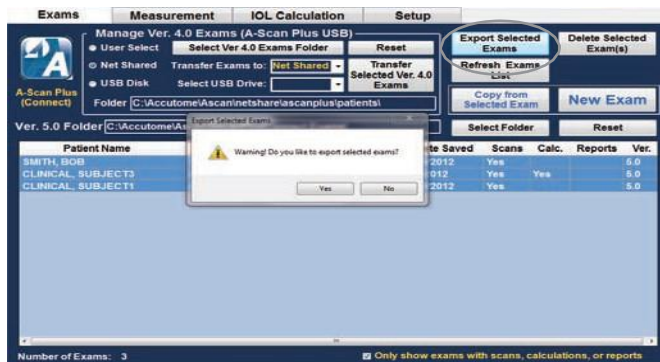 Exams Measurement IOL Calculation Setup
Manage Ver. 4.0 Exams (A-Scan Plus USB)
User Select Select Ver 4.0 Exams Folder Reset
Net Shared Transfer Exams to: Net Shared Transfer Selected Ver. 4.0 Exams
USB Disk Select USB Drive:
Folder C:\Accutome\Ascan\netshare\ascanplus\patients\
A-Scan Plus
(Connect)
Export Selected
Exams
Delete Selected
Exam(s)
Refresh Exams
List
Copy from
Selected Exam
New Exam
Ver. 5.0 Folder C:\Accutome\As
Select Folder Reset
Export Selected Exams
Warning! Do you like to export selected exams?
Yes No
Patient Name te Saved Scans Calc. Reports Ver.
SMITH, BOB 2012 Yes 5.0
CLINICAL, SUBJECT3 2012 Yes Yes 5.0
CLINICAL, SUBJECT1 2012 Yes 5.0
Number of Exams: 3 Only show exams with scans, calculations, or reports